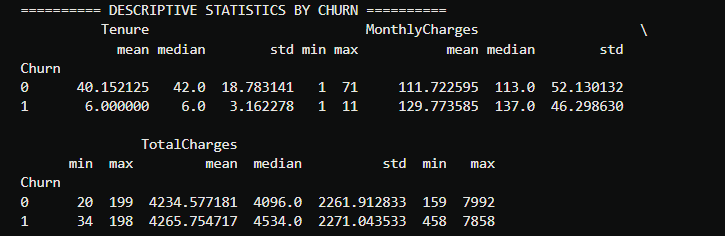 ========== DESCRIPTIVE STATISTICS BY CHURN ==========
Tenure MonthlyCharges \
mean median std min max mean median std
Churn
0 40.152125 42.0 18.783141 1 71 111.722595 113.0 52.130132
1 6.000000 6.0 3.162278 1 11 129.773585 137.0 46.298630
TotalCharges
min max mean median std min max
Churn
0 20 199 4234.577181 4096.0 2261.912833 159 7992
1 34 198 4265.754717 4534.0 2271.043533 458 7858